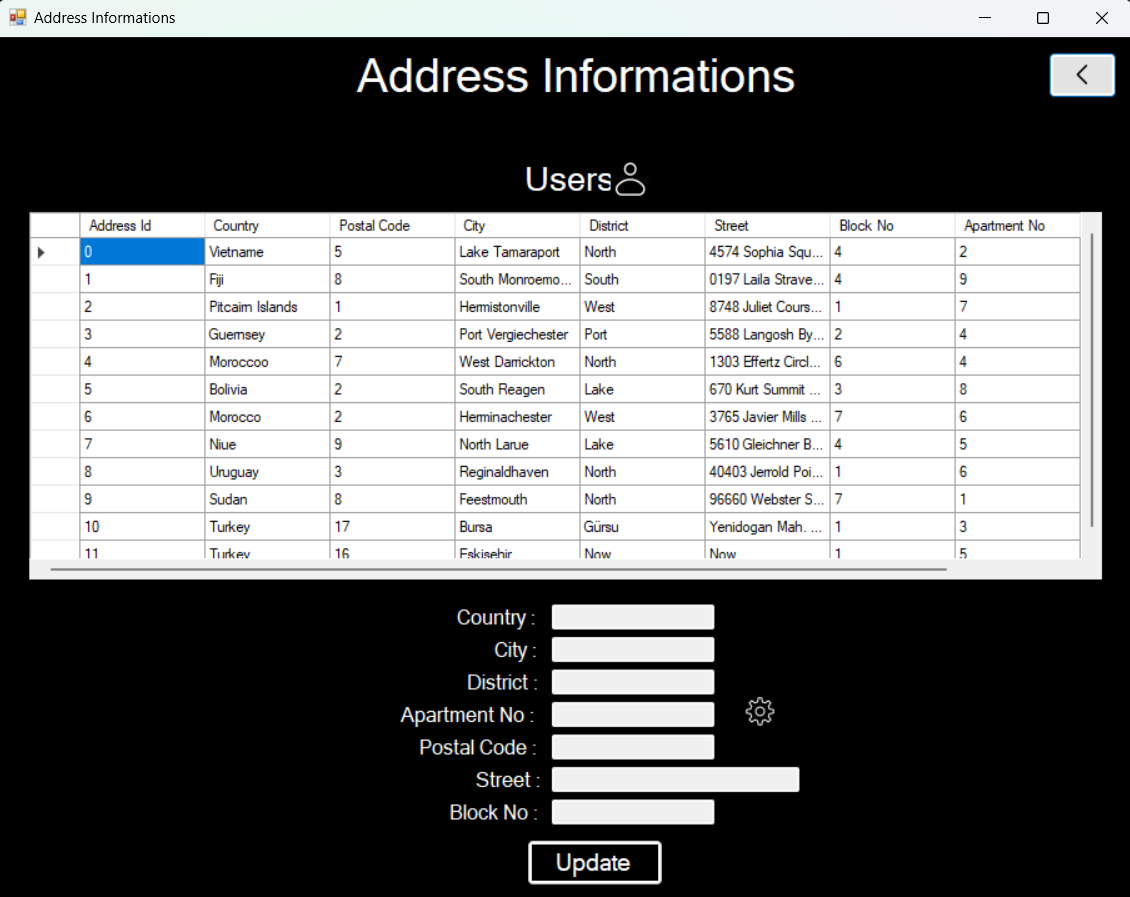 Address Informations
Address Informations
Users
Address Id Country Postal Code City District Street Block No Apartment No
0 Vietname 5 Lake Tamaraport North 4574 Sophia Squ... 4 2
1 Fiji 8 South Monroemo... South 0197 Laila Strave... 4 9
2 Pitcairn Islands 1 Hermistonville West 8748 Juliet Cours... 1 7
3 Guernsey 2 Port Vergiechester Port 5588 Langosh By... 2 4
4 Moroccoo 7 West Darrickton North 1303 Effertz Circl... 6 4
5 Bolivia 2 South Reagen Lake 670 Kurt Summit ... 3 8
6 Morocco 2 Herminachester West 3765 Javier Mills ... 7 6
7 Niue 9 North Larue Lake 5610 Gleichner B... 4 5
8 Uruguay 3 Reginaldhaven North 40403 Jerrold Poi... 1 6
9 Sudan 8 Feestmouth North 96660 Webster S... 7 1
10 Turkey 17 Bursa Gürsu Yenidogan Mah. ... 1 3
11 Turkey 16 Eskisehir Now Now 1 5
Country :
City :
District :
Apartment No :
Postal Code :
Street :
Block No :
Update